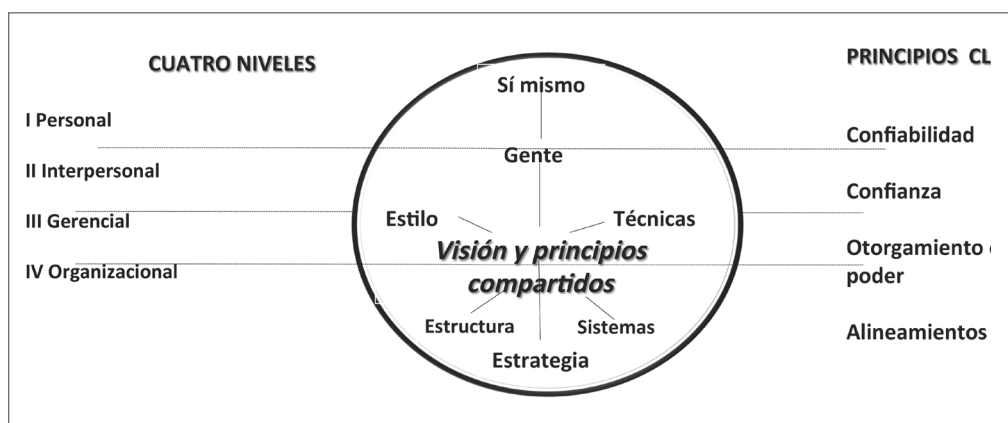 CUATRO NIVELES
I Personal
II Interpersonal
III Gerencial
IV Organizacional
Sí mismo
Gente
Estilo
Técnicas
Visión y principios
compartidos
Estructura
Sistemas
Estrategia
PRINCIPIOS CL
Confiabilidad
Confianza
Otorgamiento
poder
Alineamientos